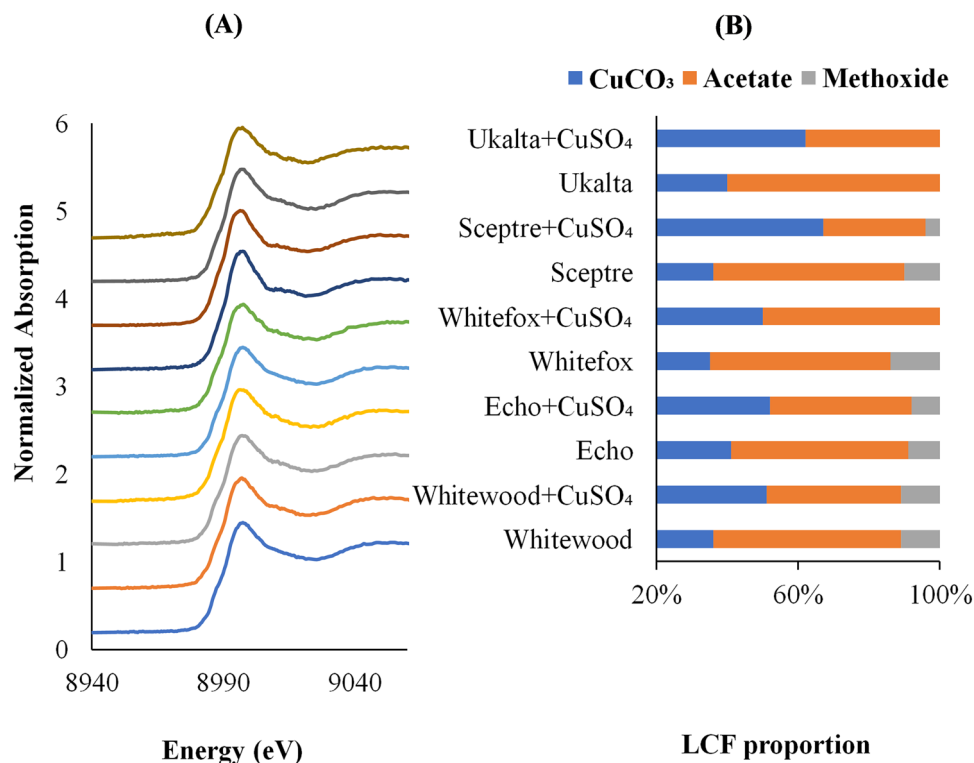 (A)
(B)
CuCO₃ Acetate Methoxide
Normalized Absorption
6
5
4
3
2
1
0
8940 8990 9040
Energy (eV)
Ukalta+CuSO₄
Ukalta
Sceptre+CuSO₄
Sceptre
Whitefox+CuSO₄
Whitefox
Echo+CuSO₄
Echo
Whitewood+CuSO₄
Whitewood
20% 60% 100%
LCF proportion